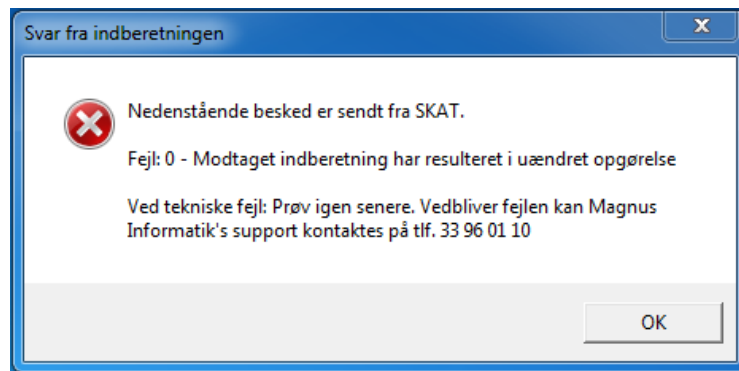 Svar fra indberetningen
x
Nedenstående besked er sendt fra SKAT.
Fejl: 0 - Modtaget indberetning har resulteret i uændret opgørelse
Ved tekniske fejl: Prøv igen senere. Vedbliver fejlen kan Magnus
Informatik's support kontaktes på tlf. 33 96 01 10
OK